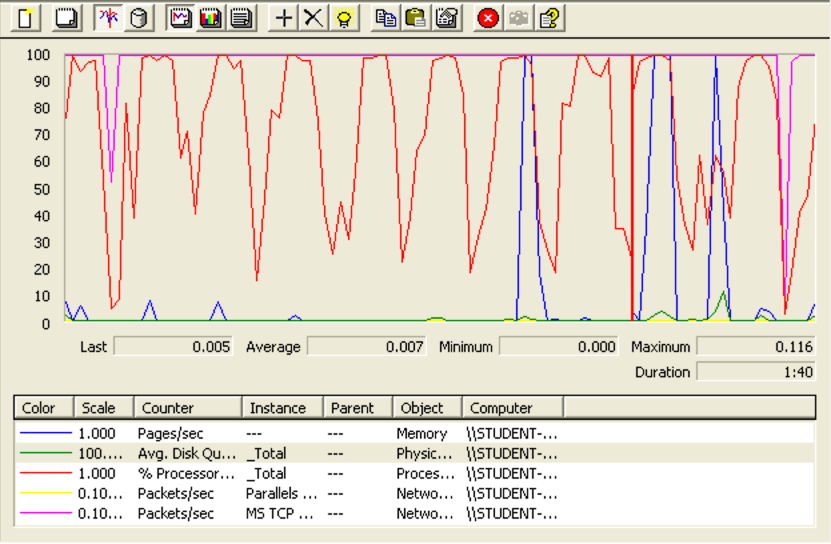 100
90
80
70
60
50
40
30
20
10
0
Last 0.005 Average 0.007 Minimum 0.000 Maximum 0.116
Duration 1:40
Color Scale Counter Instance Parent Object Computer
1.000 Pages/sec --- --- Memory \\STUDENT-...
100.... Avg. Disk Qu... _Total --- Physic... \\STUDENT-...
1.000 % Processor... _Total --- Proces... \\STUDENT-...
0.10... Packets/sec Parallels ... --- Netwo... \\STUDENT-...
0.10... Packets/sec MS TCP ... --- Netwo... \\STUDENT-...